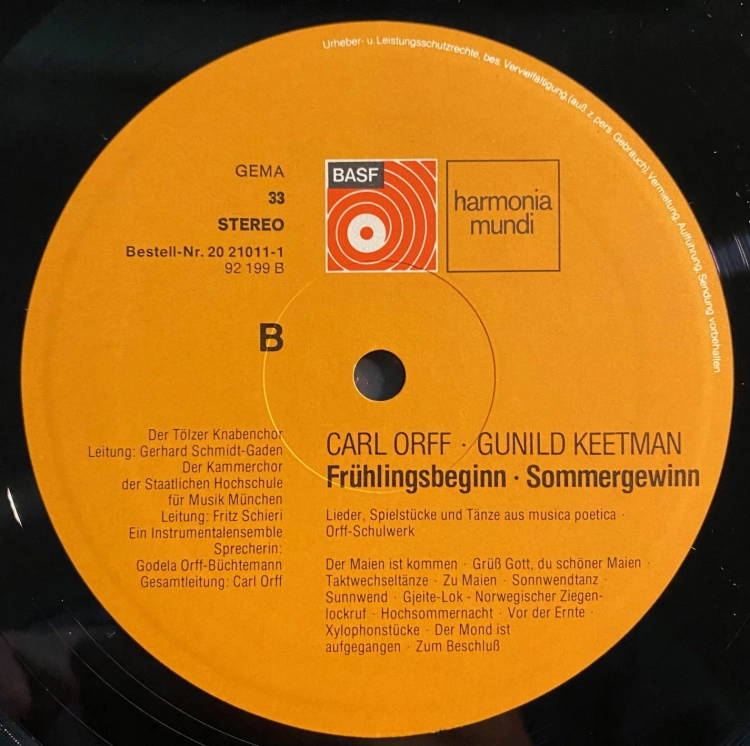 Urheber- u. Leistungsschutzrechte, bes. Vervielfältigung (auß. z. pers. Gebrauch), Vermietung, Aufführung, Sendung vorbehalten
GEMA
33
STEREO
Bestell-Nr. 20 21011-1
92 199 B
BASF
harmonia
mundi
B
Der Tölzer Knabenchor
Leitung: Gerhard Schmidt-Gaden
Der Kammerchor
der Staatlichen Hochschule
für Musik München
Leitung: Fritz Schieri
Ein Instrumentalensemble
Sprecherin:
Godela Orff-Büchtemann
Gesamtleitung: Carl Orff
CARL ORFF · GUNILD KEETMAN
Frühlingsbeginn · Sommergewinn
Lieder, Spielstücke und Tänze aus musica poetica ·
Orff-Schulwerk
Der Maien ist kommen · Grüß Gott, du schöner Maien ·
Taktwechseltänze · Zu Maien · Sonnwendtanz ·
Sunnwend · Gjeite-Lok - Norwegischer Ziegen-
lockruf · Hochsommernacht · Vor der Ernte ·
Xylophonstücke · Der Mond ist
aufgegangen · Zum Beschluß